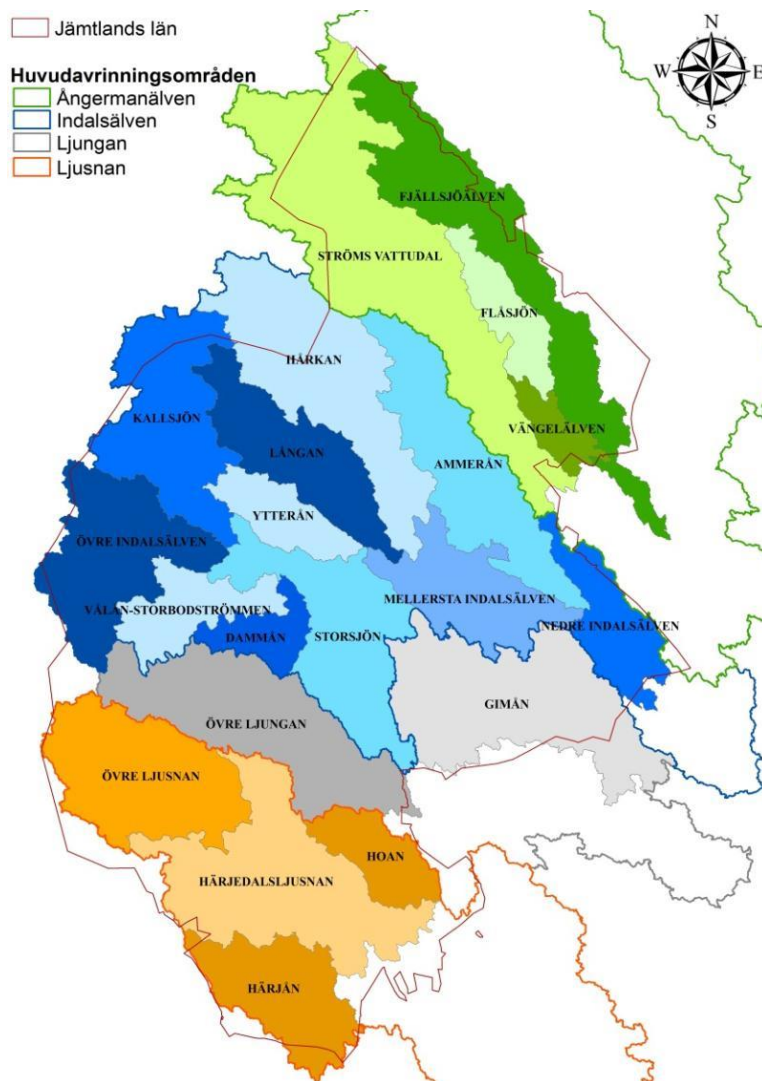 Jämtlands län
Huvudavrinningsområden
Ångermanälven
Indalsälven
Ljungan
Ljusnan
N
W E
S
FJÄLLSJÖÄLVEN
STRÖMS VATTUDAL
FLÅSJÖN
HÅRKAN
KALLSJÖN
VÄNGELÄLVEN
LÅNGAN
AMMERÅN
YTTERÅN
ÖVRE INDALSÄLVEN
MELLERSTA INDALSÄLVEN
VÅLÅN-STORBODSTRÖMMEN
NEDRE INDALSÄLVEN
DAMMÅN
STORSJÖN
GIMÅN
ÖVRE LJUNGAN
ÖVRE LJUSNAN
HOAN
HÄRJEDALSLJUSNAN
HÄRJÅN